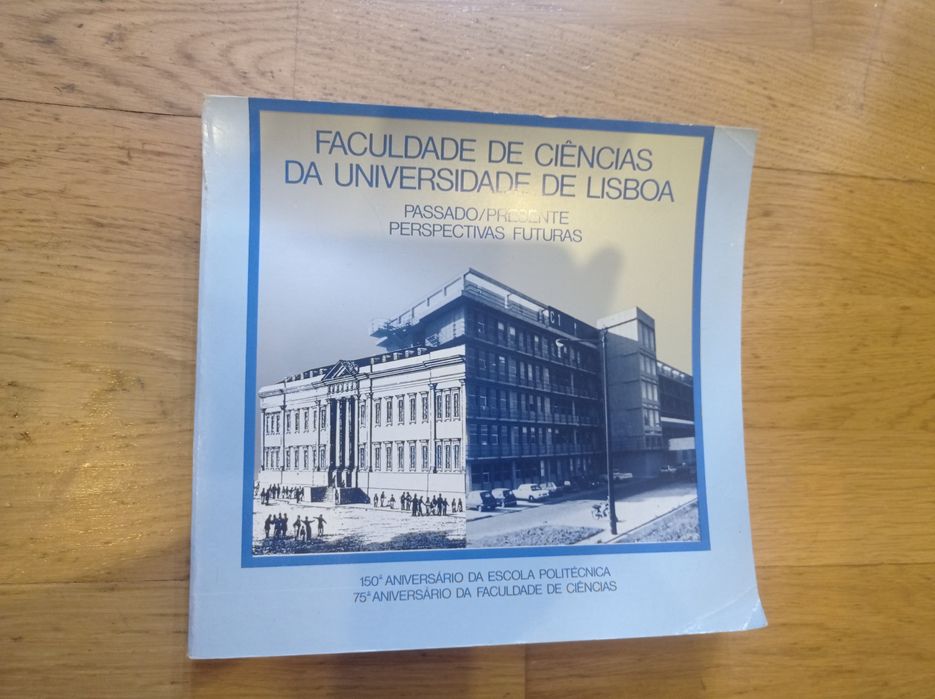 FACULDADE DE CIÊNCIAS
DA UNIVERSIDADE DE LISBOA
PASSADO/PRESENTE
PERSPECTIVAS FUTURAS
C1
150º ANIVERSÁRIO DA ESCOLA POLITÉCNICA
75º ANIVERSÁRIO DA FACULDADE DE CIÊNCIAS